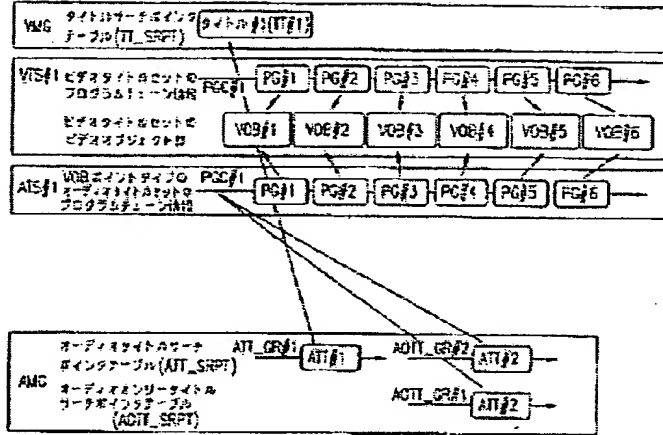 VMG
タイトルサーチポインタ
テーブル(TT_SRPT)
タイトル#1(TT#1)
VTS#1
ビデオタイトルセットの
プログラムチェーン情報
PGC#1
PG#1
PG#2
PG#3
PG#4
PG#5
PG#6
ビデオタイトルセットの
ビデオオブジェクト
VOB#1
VOB#2
VOB#3
VOB#4
VOB#5
VOB#6
ATS#1
VOBポイントタイプの
オーディオタイトルセットの
プログラムチェーン情報
PGC#1
PG#1
PG#2
PG#3
PG#4
PG#5
PG#6
AMG
オーディオタイトルサーチ
ポインタテーブル(ATT_SRPT)
ATT_GR#1
ATT#1
AOTT_GR#2
ATT#2
オーディオオンリータイトル
サーチポインタテーブル
(AOTT_SRPT)
AOTT_GR#1
ATT#2